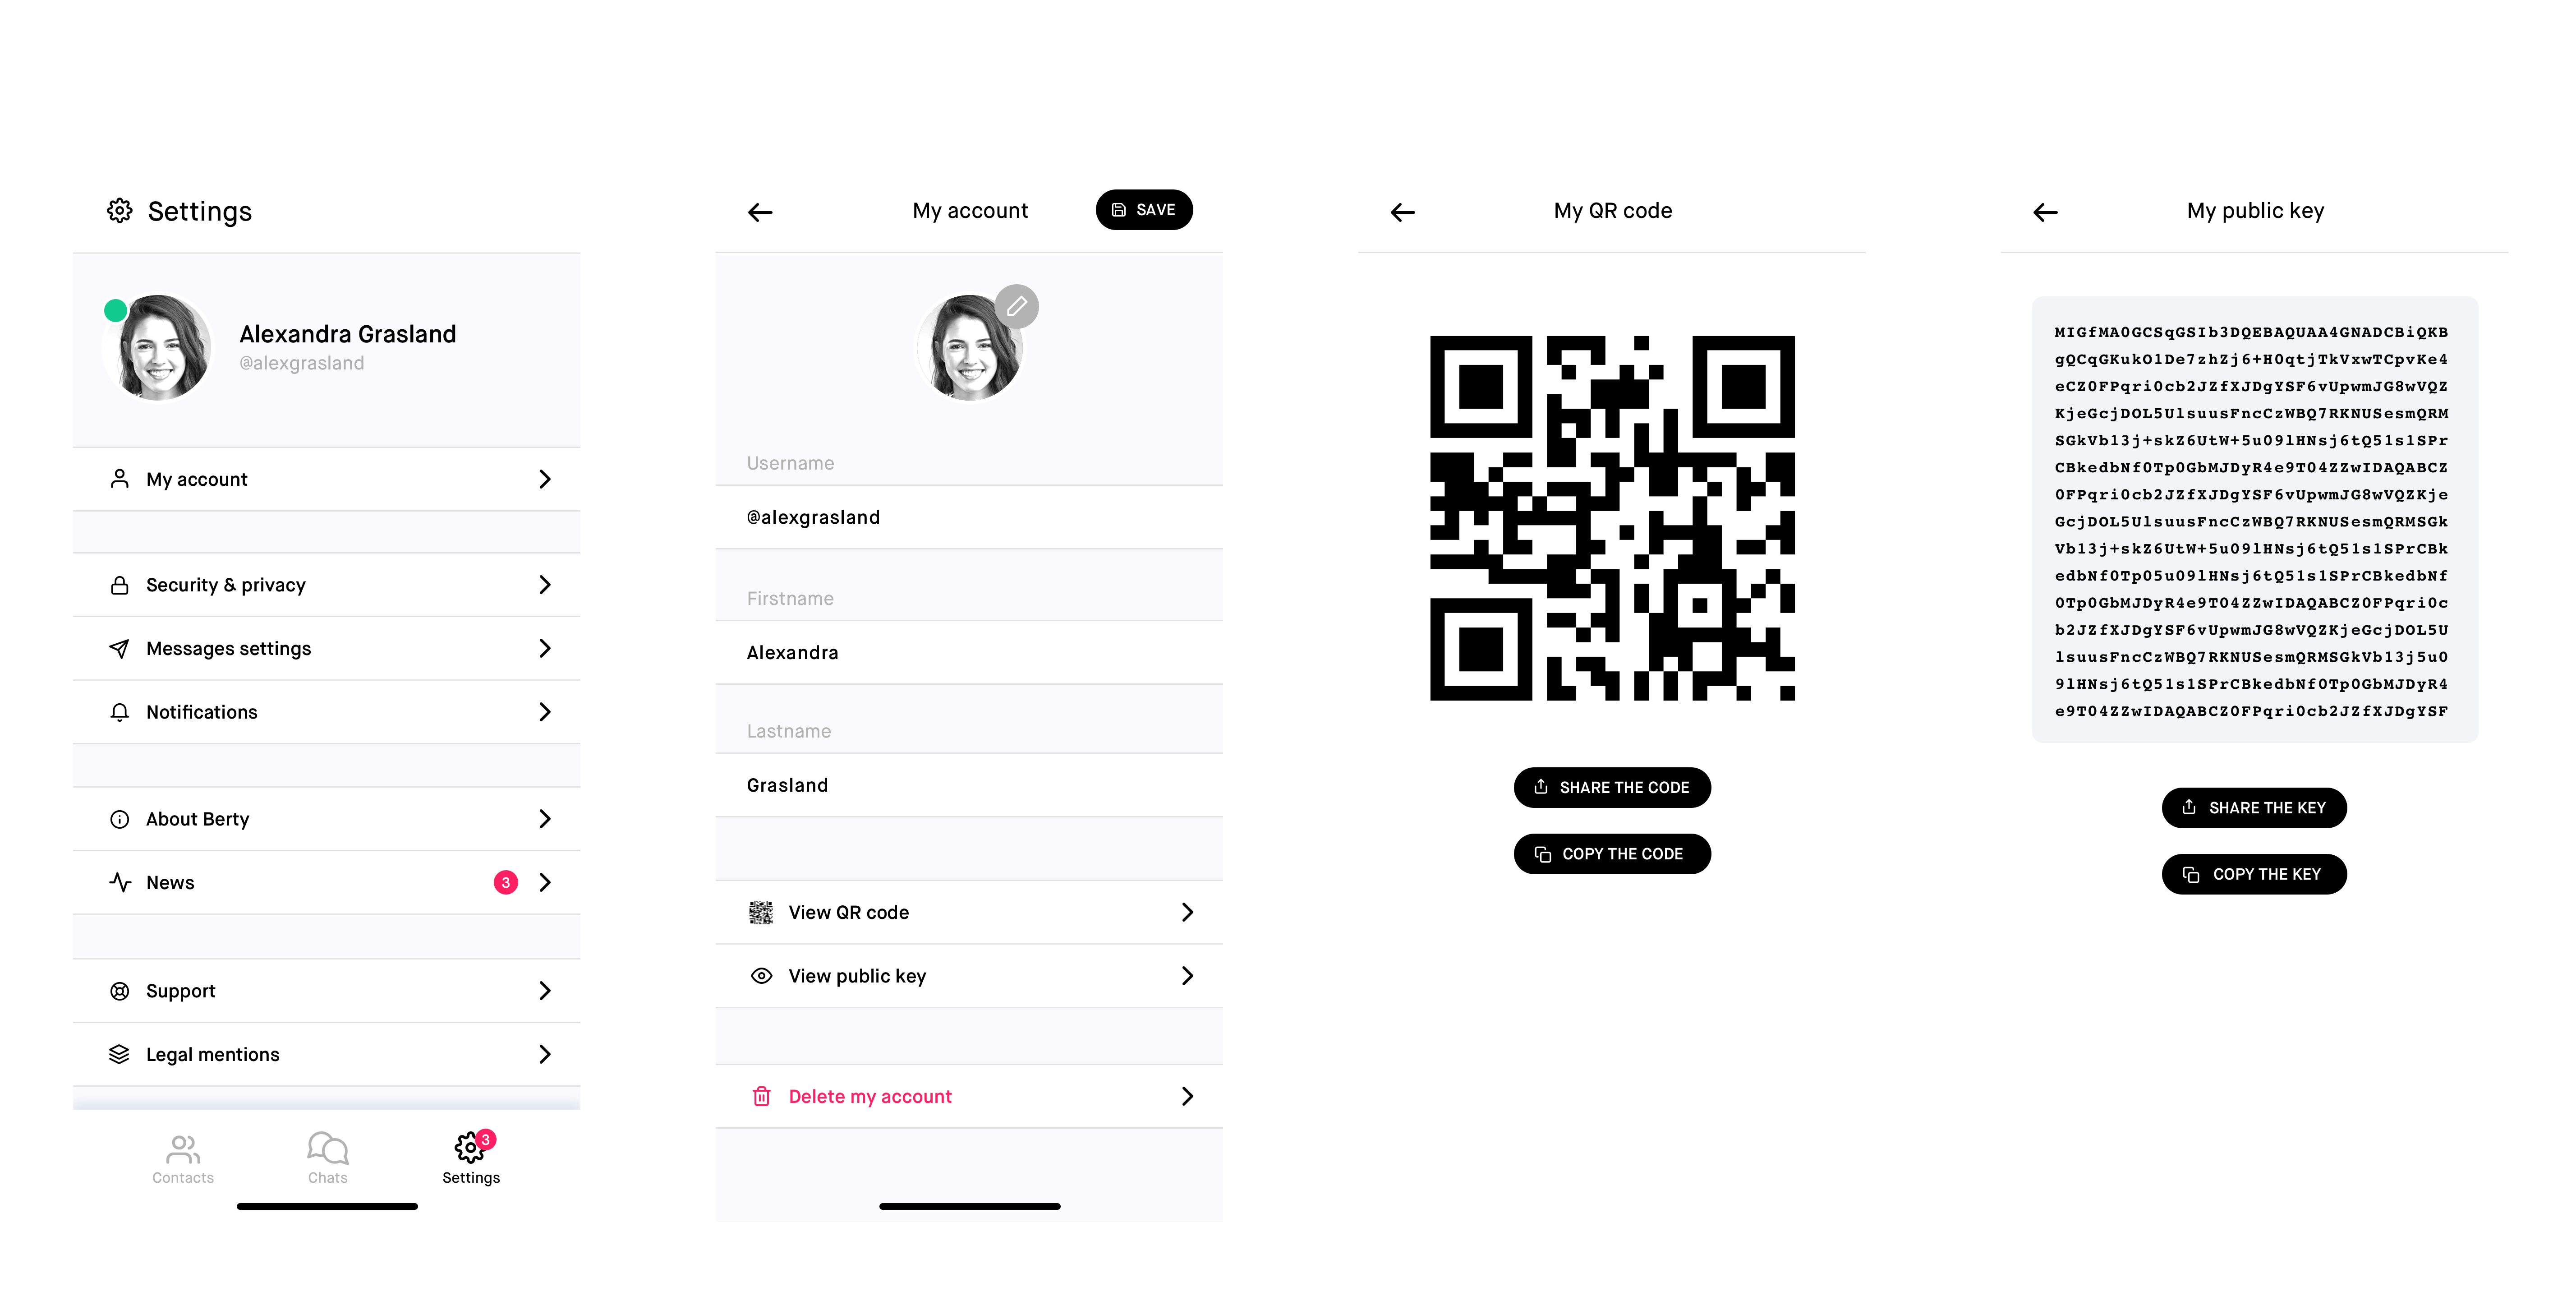 Settings
Alexandra Grasland
@alexgrasland
My account
Security & privacy
Messages settings
Notifications
About Berty
News
3
Support
Legal mentions
Contacts
Chats
3
Settings
My account
SAVE
Username
@alexgrasland
Firstname
Alexandra
Lastname
Grasland
View QR code
View public key
Delete my account
My QR code
SHARE THE CODE
COPY THE CODE
My public key
MIGfMA0GCSqGSIb3DQEBAQUAA4GNADCBiQKB
gQCqGKukO1De7zhZj6+H0qtjTkVxwTCpvKe4
eCZ0FPqri0cb2JZfXJDgYSF6vUpwmJG8wVQZ
KjeGcjDOL5UlsuusFncCzWBQ7RKNUSesmQRM
SGkVb13j+skZ6UtW+5u09lHNsj6tQ51s1SPr
CBkedbNf0Tp0GbMJDyR4e9T04ZZwIDAQABCZ
0FPqri0cb2JZfXJDgYSF6vUpwmJG8wVQZKje
GcjDOL5UlsuusFncCzWBQ7RKNUSesmQRMSGk
Vb13j+skZ6UtW+5u09lHNsj6tQ51s1SPrCBk
edbNf0Tp05u09lHNsj6tQ51s1SPrCBkedbNf
0Tp0GbMJDyR4e9T04ZZwIDAQABCZ0FPqri0c
b2JZfXJDgYSF6vUpwmJG8wVQZKjeGcjDOL5U
lsuusFncCzWBQ7RKNUSesmQRMSGkVb13j5u0
9lHNsj6tQ51s1SPrCBkedbNf0Tp0GbMJDyR4
e9T04ZZwIDAQABCZ0FPqri0cb2JZfXJDgYSF
SHARE THE KEY
COPY THE KEY